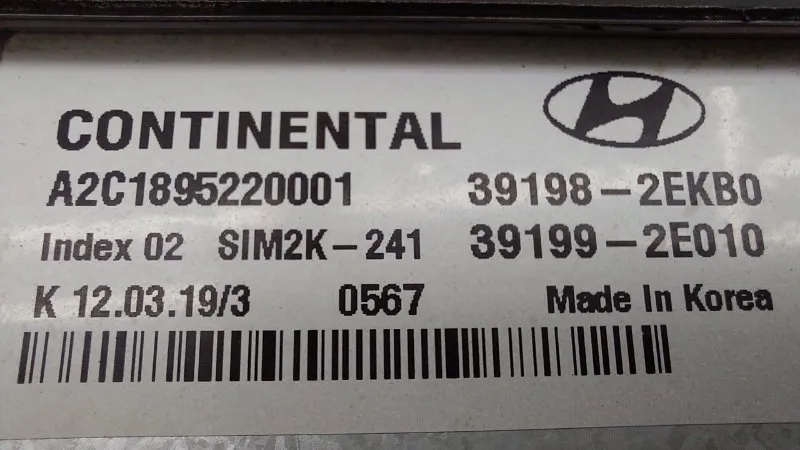 CONTINENTAL
A2C1895220001 39198-2EKB0
Index 02 SIM2K-241 39199-2E010
K 12.03.19/3 0567 Made In Korea